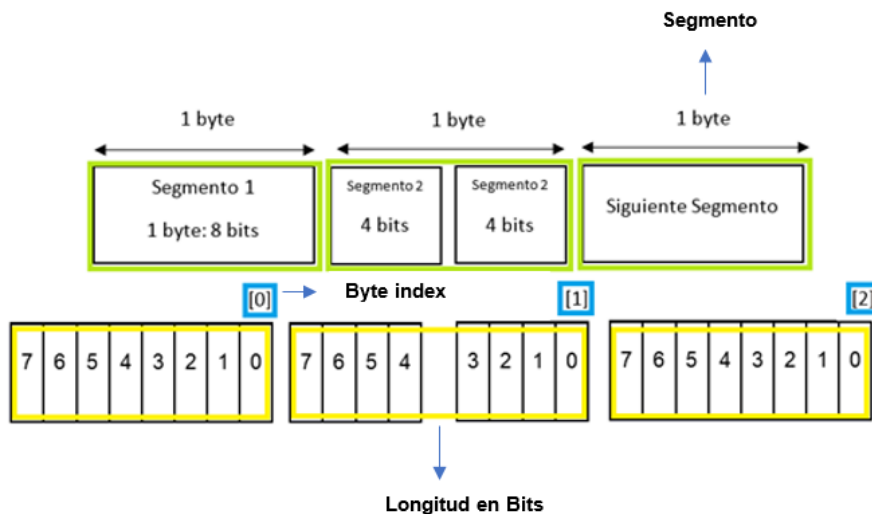 Segmento
1 byte
1 byte
1 byte
Segmento 1
1 byte: 8 bits
Segmento 2
4 bits
Segmento 2
4 bits
Siguiente Segmento
[0]
Byte index
[1]
[2]
7 6 5 4 3 2 1 0
7 6 5 4
3 2 1 0
7 6 5 4 3 2 1 0
Longitud en Bits